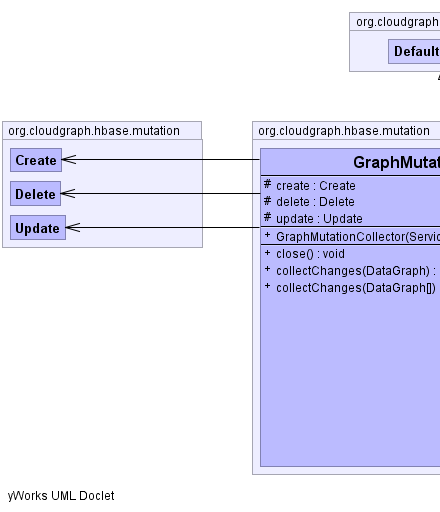 org.cloudgraph
Default
org.cloudgraph.hbase.mutation
Create
Delete
Update
org.cloudgraph.hbase.mutation
GraphMutat
# create : Create
# delete : Delete
# update : Update
+ GraphMutationCollector(Servic
+ close() : void
+ collectChanges(DataGraph) :
+ collectChanges(DataGraph[])
yWorks UML Doclet